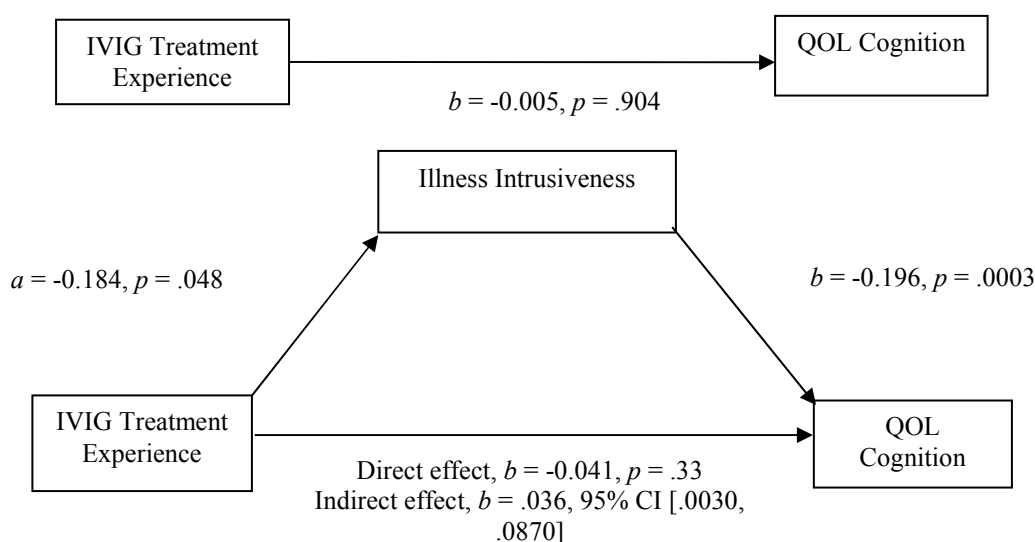 IVIG Treatment
Experience
QOL Cognition
b = -0.005, p = .904
Illness Intrusiveness
a = -0.184, p = .048
b = -0.196, p = .0003
IVIG Treatment
Experience
QOL
Cognition
Direct effect, b = -0.041, p = .33
Indirect effect, b = .036, 95% CI [.0030,
.0870]